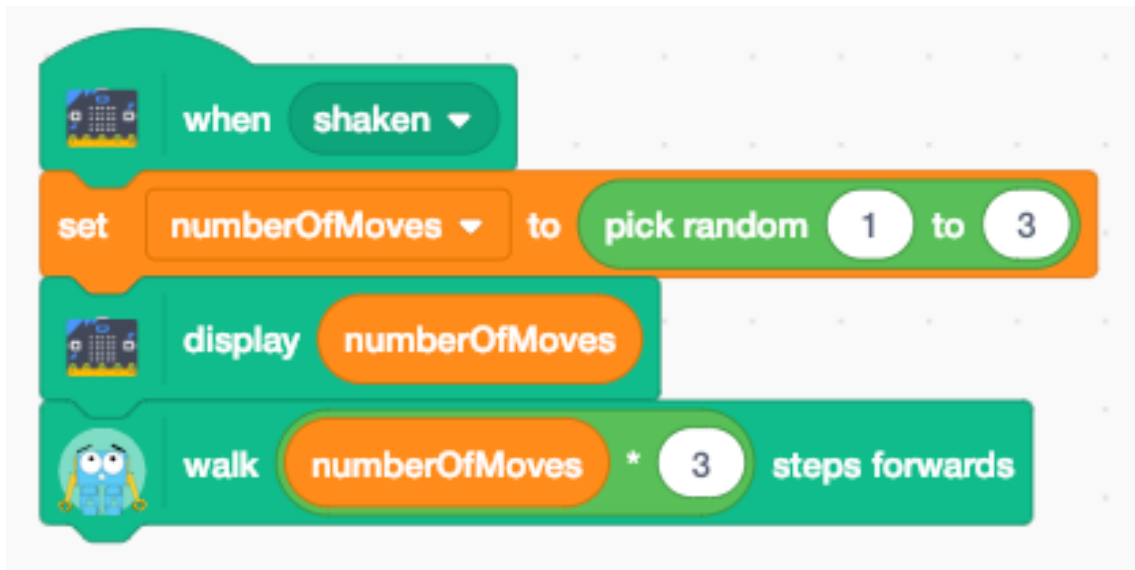 when shaken
set numberOfMoves to pick random 1 to 3
display numberOfMoves
walk numberOfMoves * 3 steps forwards